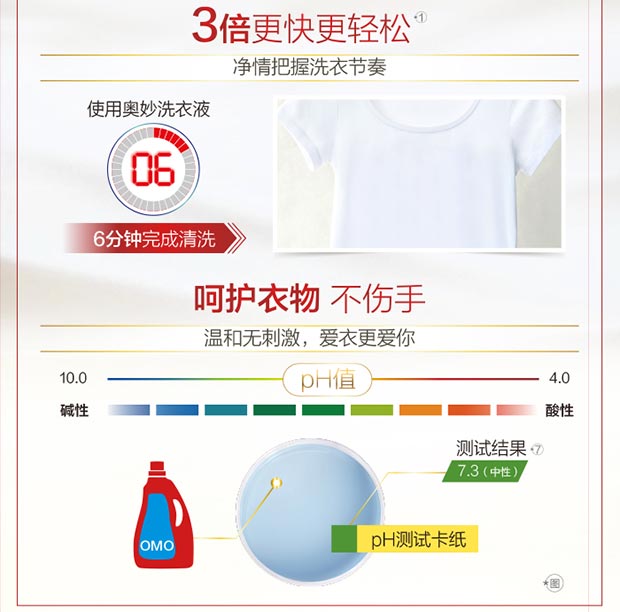 3倍更快更轻松*1
净情把握洗衣节奏
使用奥妙洗衣液
06
6分钟完成清洗
呵护衣物 不伤手
温和无刺激，爱衣更爱你
10.0 pH值 4.0
碱性 酸性
测试结果*7
7.3（中性）
OMO
pH测试卡纸
*图